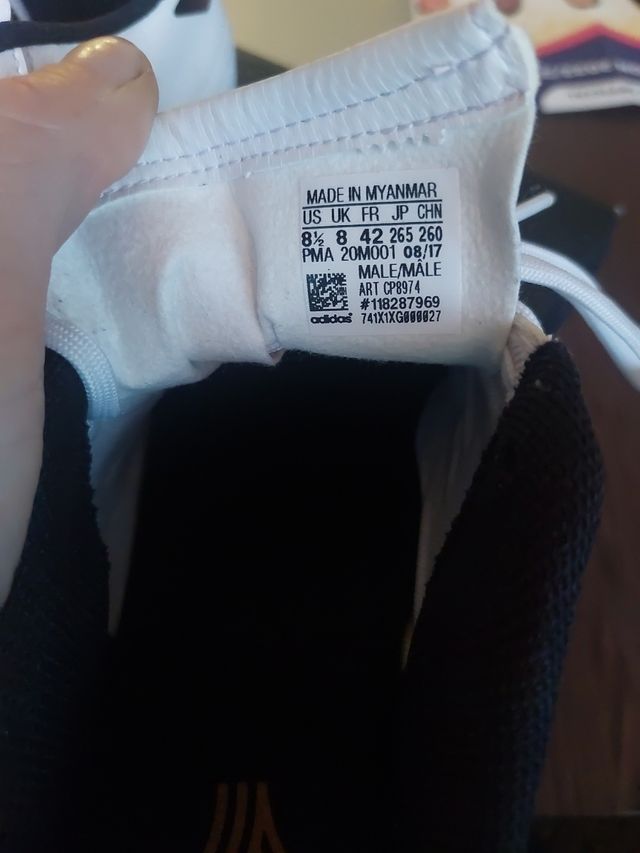 MADE IN MYANMAR
US UK FR JP CHN
8½ 8 42 265 260
PMA 20M001 08/17
MALE/MÂLE
ART CP8974
#118287969
adidas
741X1XG000027